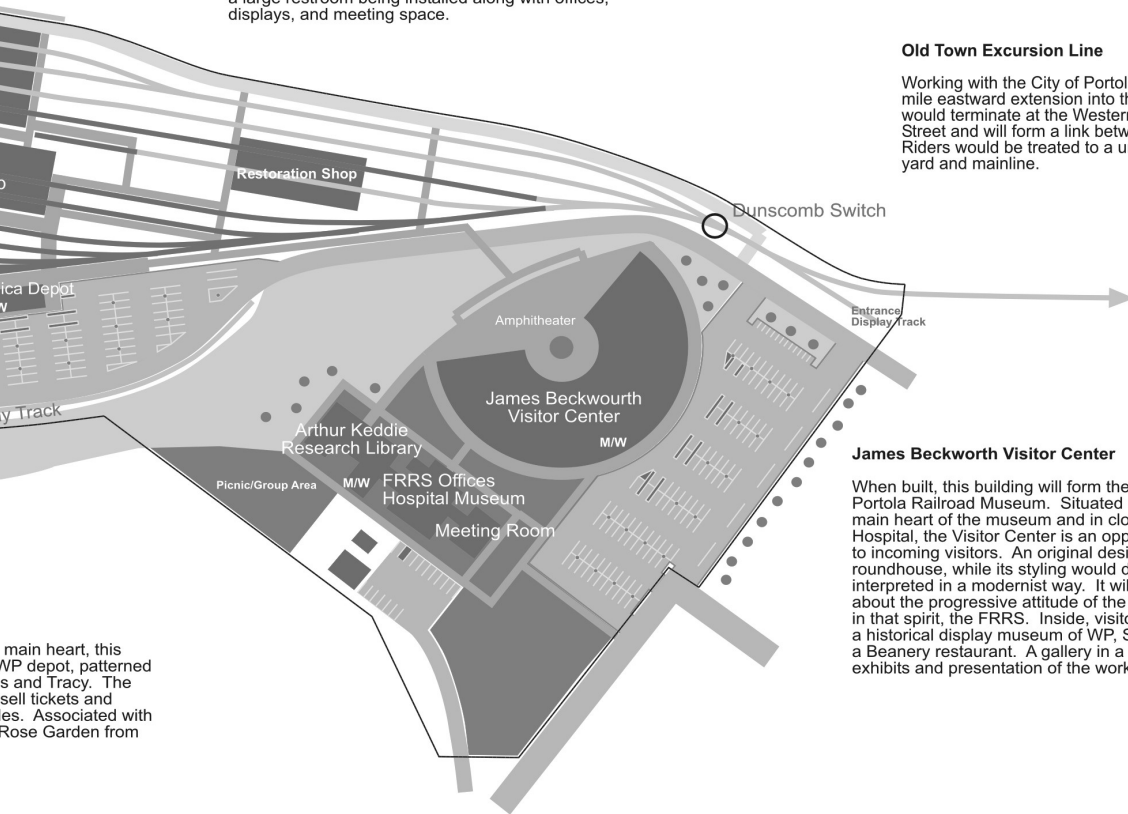 a large restroom being installed along with offices,
displays, and meeting space.
Old Town Excursion Line
Working with the City of Portol
mile eastward extension into th
would terminate at the Western
Street and will form a link betw
Riders would be treated to a u
yard and mainline.
Restoration Shop
Dunscomb Switch
ica Depot
W
Entrance
Display Track
Amphitheater
James Beckwourth
Visitor Center
M/W
y Track
Arthur Keddie
Research Library
Picnic/Group Area
M/W
FRRS Offices
Hospital Museum
Meeting Room
James Beckworth Visitor Center
When built, this building will form the
Portola Railroad Museum. Situated
main heart of the museum and in clo
Hospital, the Visitor Center is an opp
to incoming visitors. An original desi
roundhouse, while its styling would d
interpreted in a modernist way. It wil
about the progressive attitude of the
in that spirit, the FRRS. Inside, visito
a historical display museum of WP, S
a Beanery restaurant. A gallery in a
exhibits and presentation of the work
main heart, this
WP depot, patterned
s and Tracy. The
sell tickets and
les. Associated with
Rose Garden from